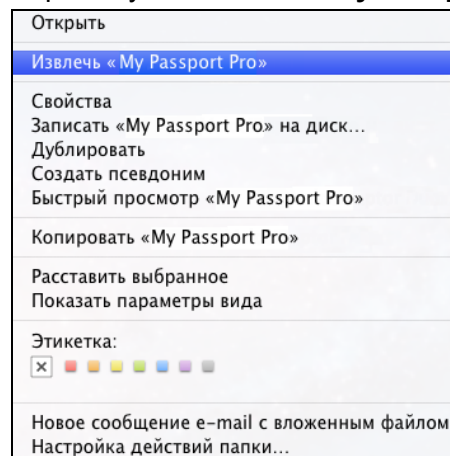 Открыть
Извлечь «My Passport Pro»
Свойства
Записать «My Passport Pro» на диск...
Дублировать
Создать псевдоним
Быстрый просмотр «My Passport Pro»
Копировать «My Passport Pro»
Расставить выбранное
Показать параметры вида
Этикетка:
Новое сообщение e-mail с вложенным файлом
Настройка действий папки...